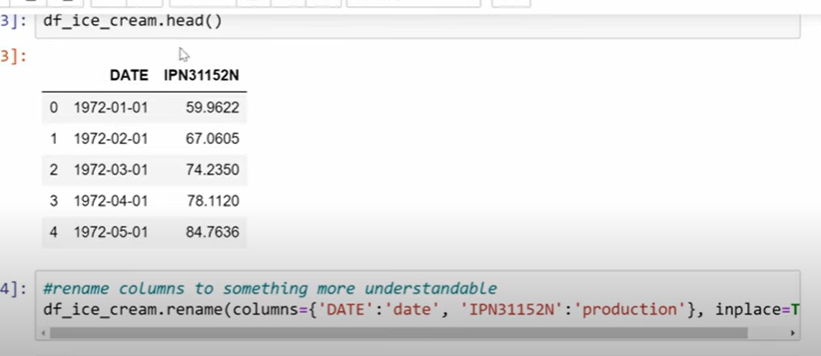 3]: df_ice_cream.head()
3]:
DATE IPN31152N
0 1972-01-01 59.9622
1 1972-02-01 67.0605
2 1972-03-01 74.2350
3 1972-04-01 78.1120
4 1972-05-01 84.7636
4]: #rename columns to something more understandable
df_ice_cream.rename(columns={'DATE':'date', 'IPN31152N':'production'}, inplace=T